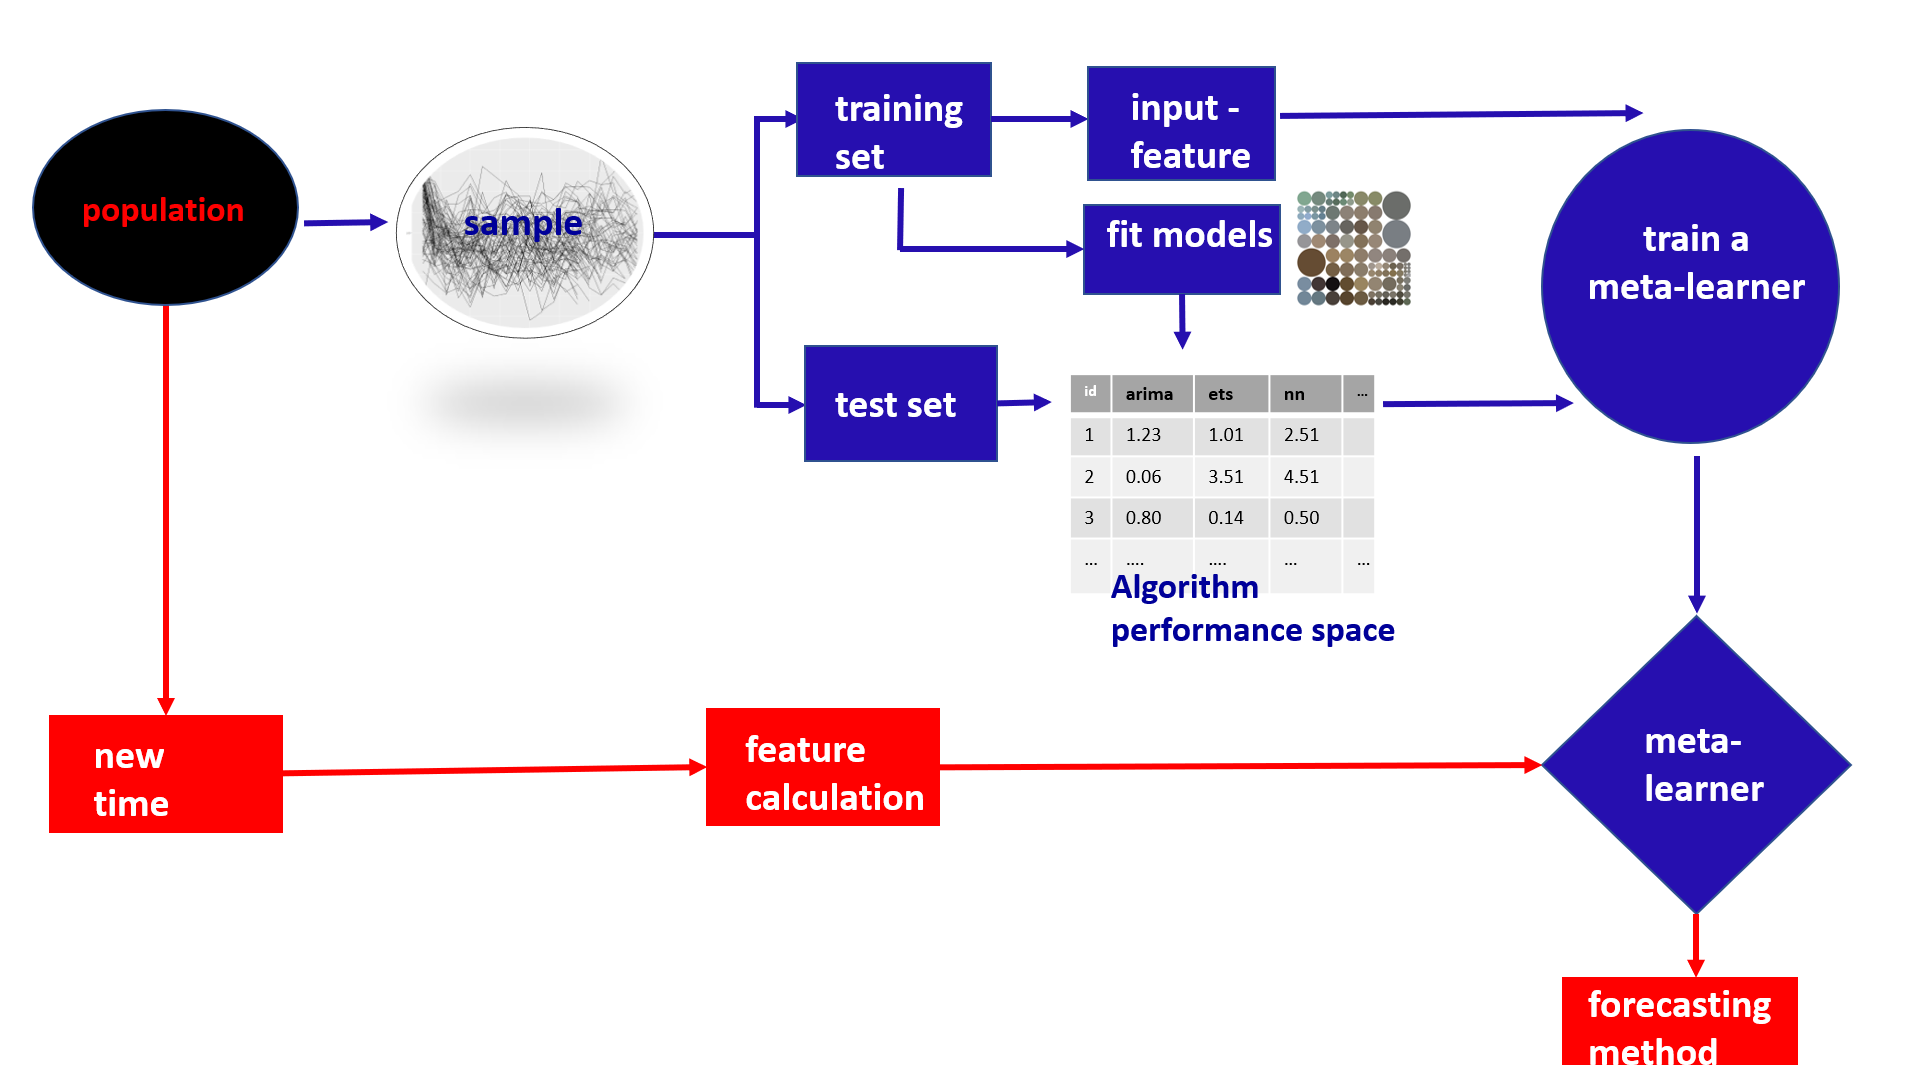 population
sample
training
set
input -
feature
fit models
test set
id arima ets nn ...
1 1.23 1.01 2.51
2 0.06 3.51 4.51
3 0.80 0.14 0.50
... .... .... ... ...
Algorithm
performance space
train a
meta-learner
new
time
feature
calculation
meta-
learner
forecasting
method